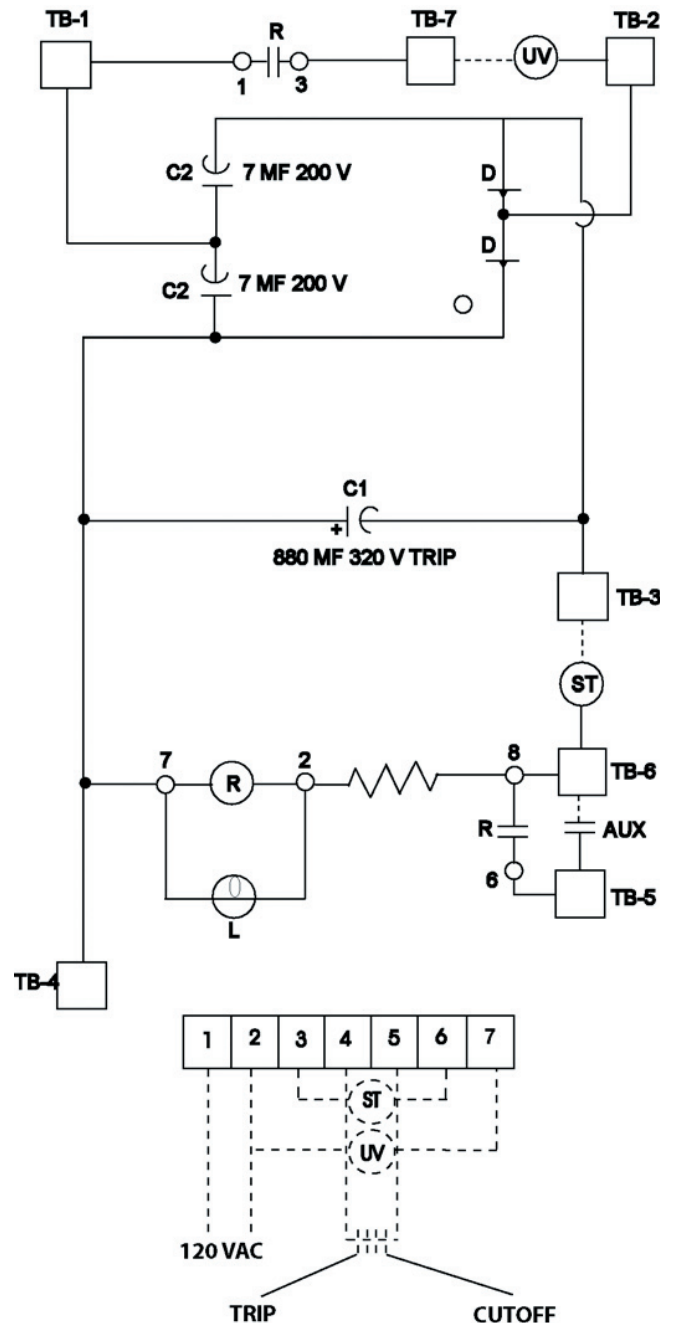 TB-1
R
TB-7
TB-2
1
3
UV
C2 7 MF 200 V
D
D
C2 7 MF 200 V
C1
+
880 MF 320 V TRIP
TB-3
ST
7
2
8
TB-6
R
R
AUX
6
TB-5
L
TB-4
1 2 3 4 5 6 7
ST
UV
120 VAC
TRIP
CUTOFF